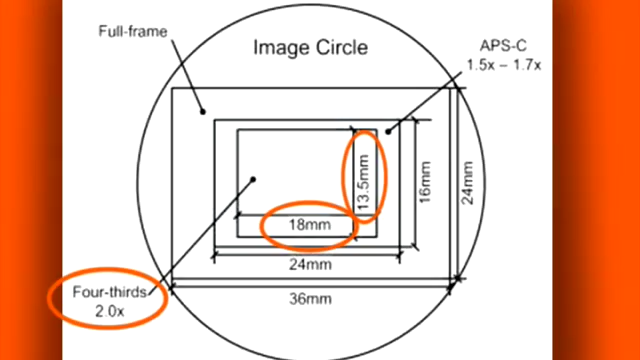 Full-frame
Image Circle
APS-C
1.5x – 1.7x
13.5mm
16mm
24mm
18mm
24mm
Four-thirds
2.0x
36mm